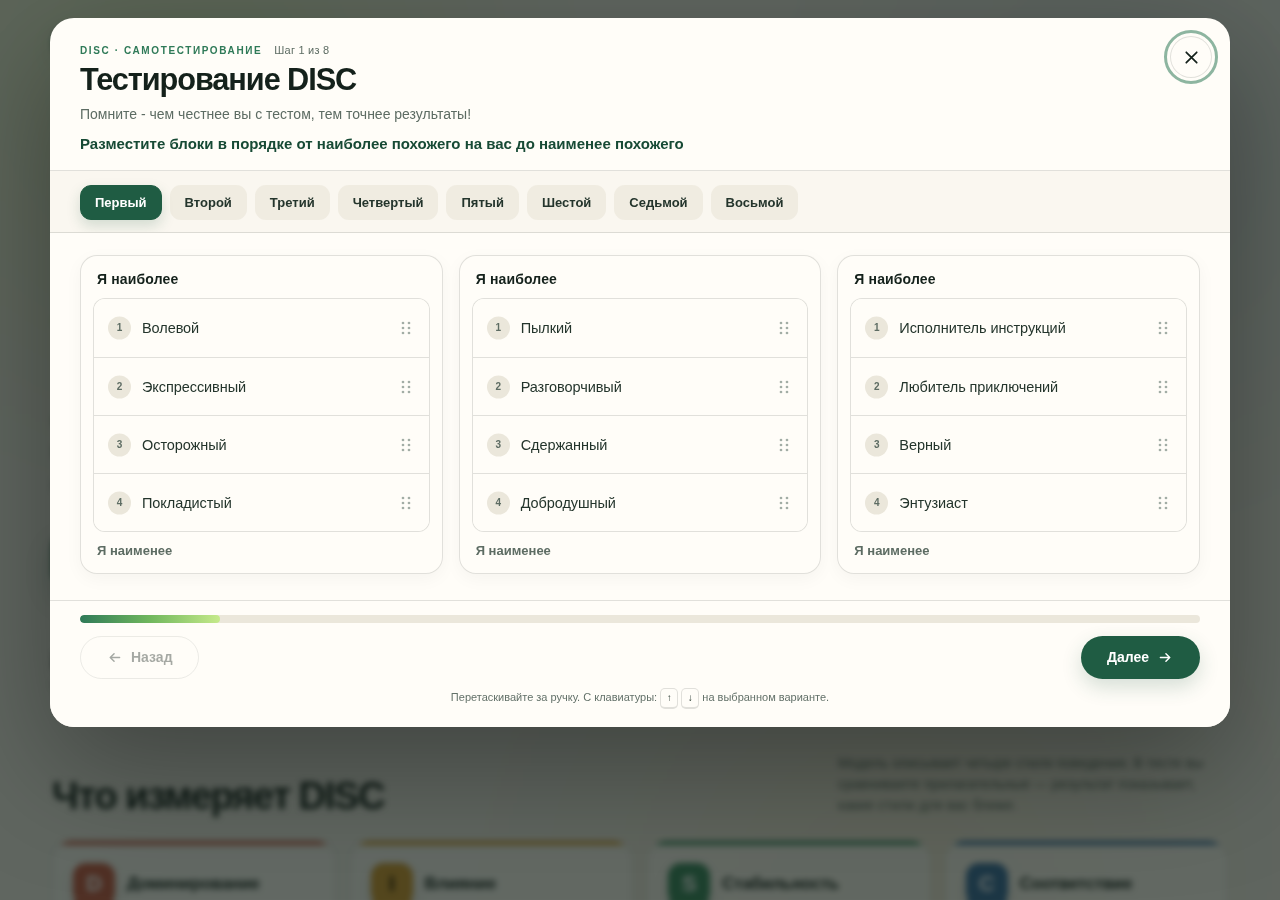 DISC · САМОТЕСТИРОВАНИЕ Шаг 1 из 8
Тестирование DISC
Помните - чем честнее вы с тестом, тем точнее результаты!
Разместите блоки в порядке от наиболее похожего на вас до наименее похожего
Первый Второй Третий Четвертый Пятый Шестой Седьмой Восьмой
Я наиболее
1 Волевой
2 Экспрессивный
3 Осторожный
4 Покладистый
Я наименее
Я наиболее
1 Пылкий
2 Разговорчивый
3 Сдержанный
4 Добродушный
Я наименее
Я наиболее
1 Исполнитель инструкций
2 Любитель приключений
3 Верный
4 Энтузиаст
Я наименее
← Назад
Далее →
Перетаскивайте за ручку. С клавиатуры: ↑ ↓ на выбранном варианте.
Что измеряет DISC
D Доминирование
I Влияние
S Стабильность
C Соответствие